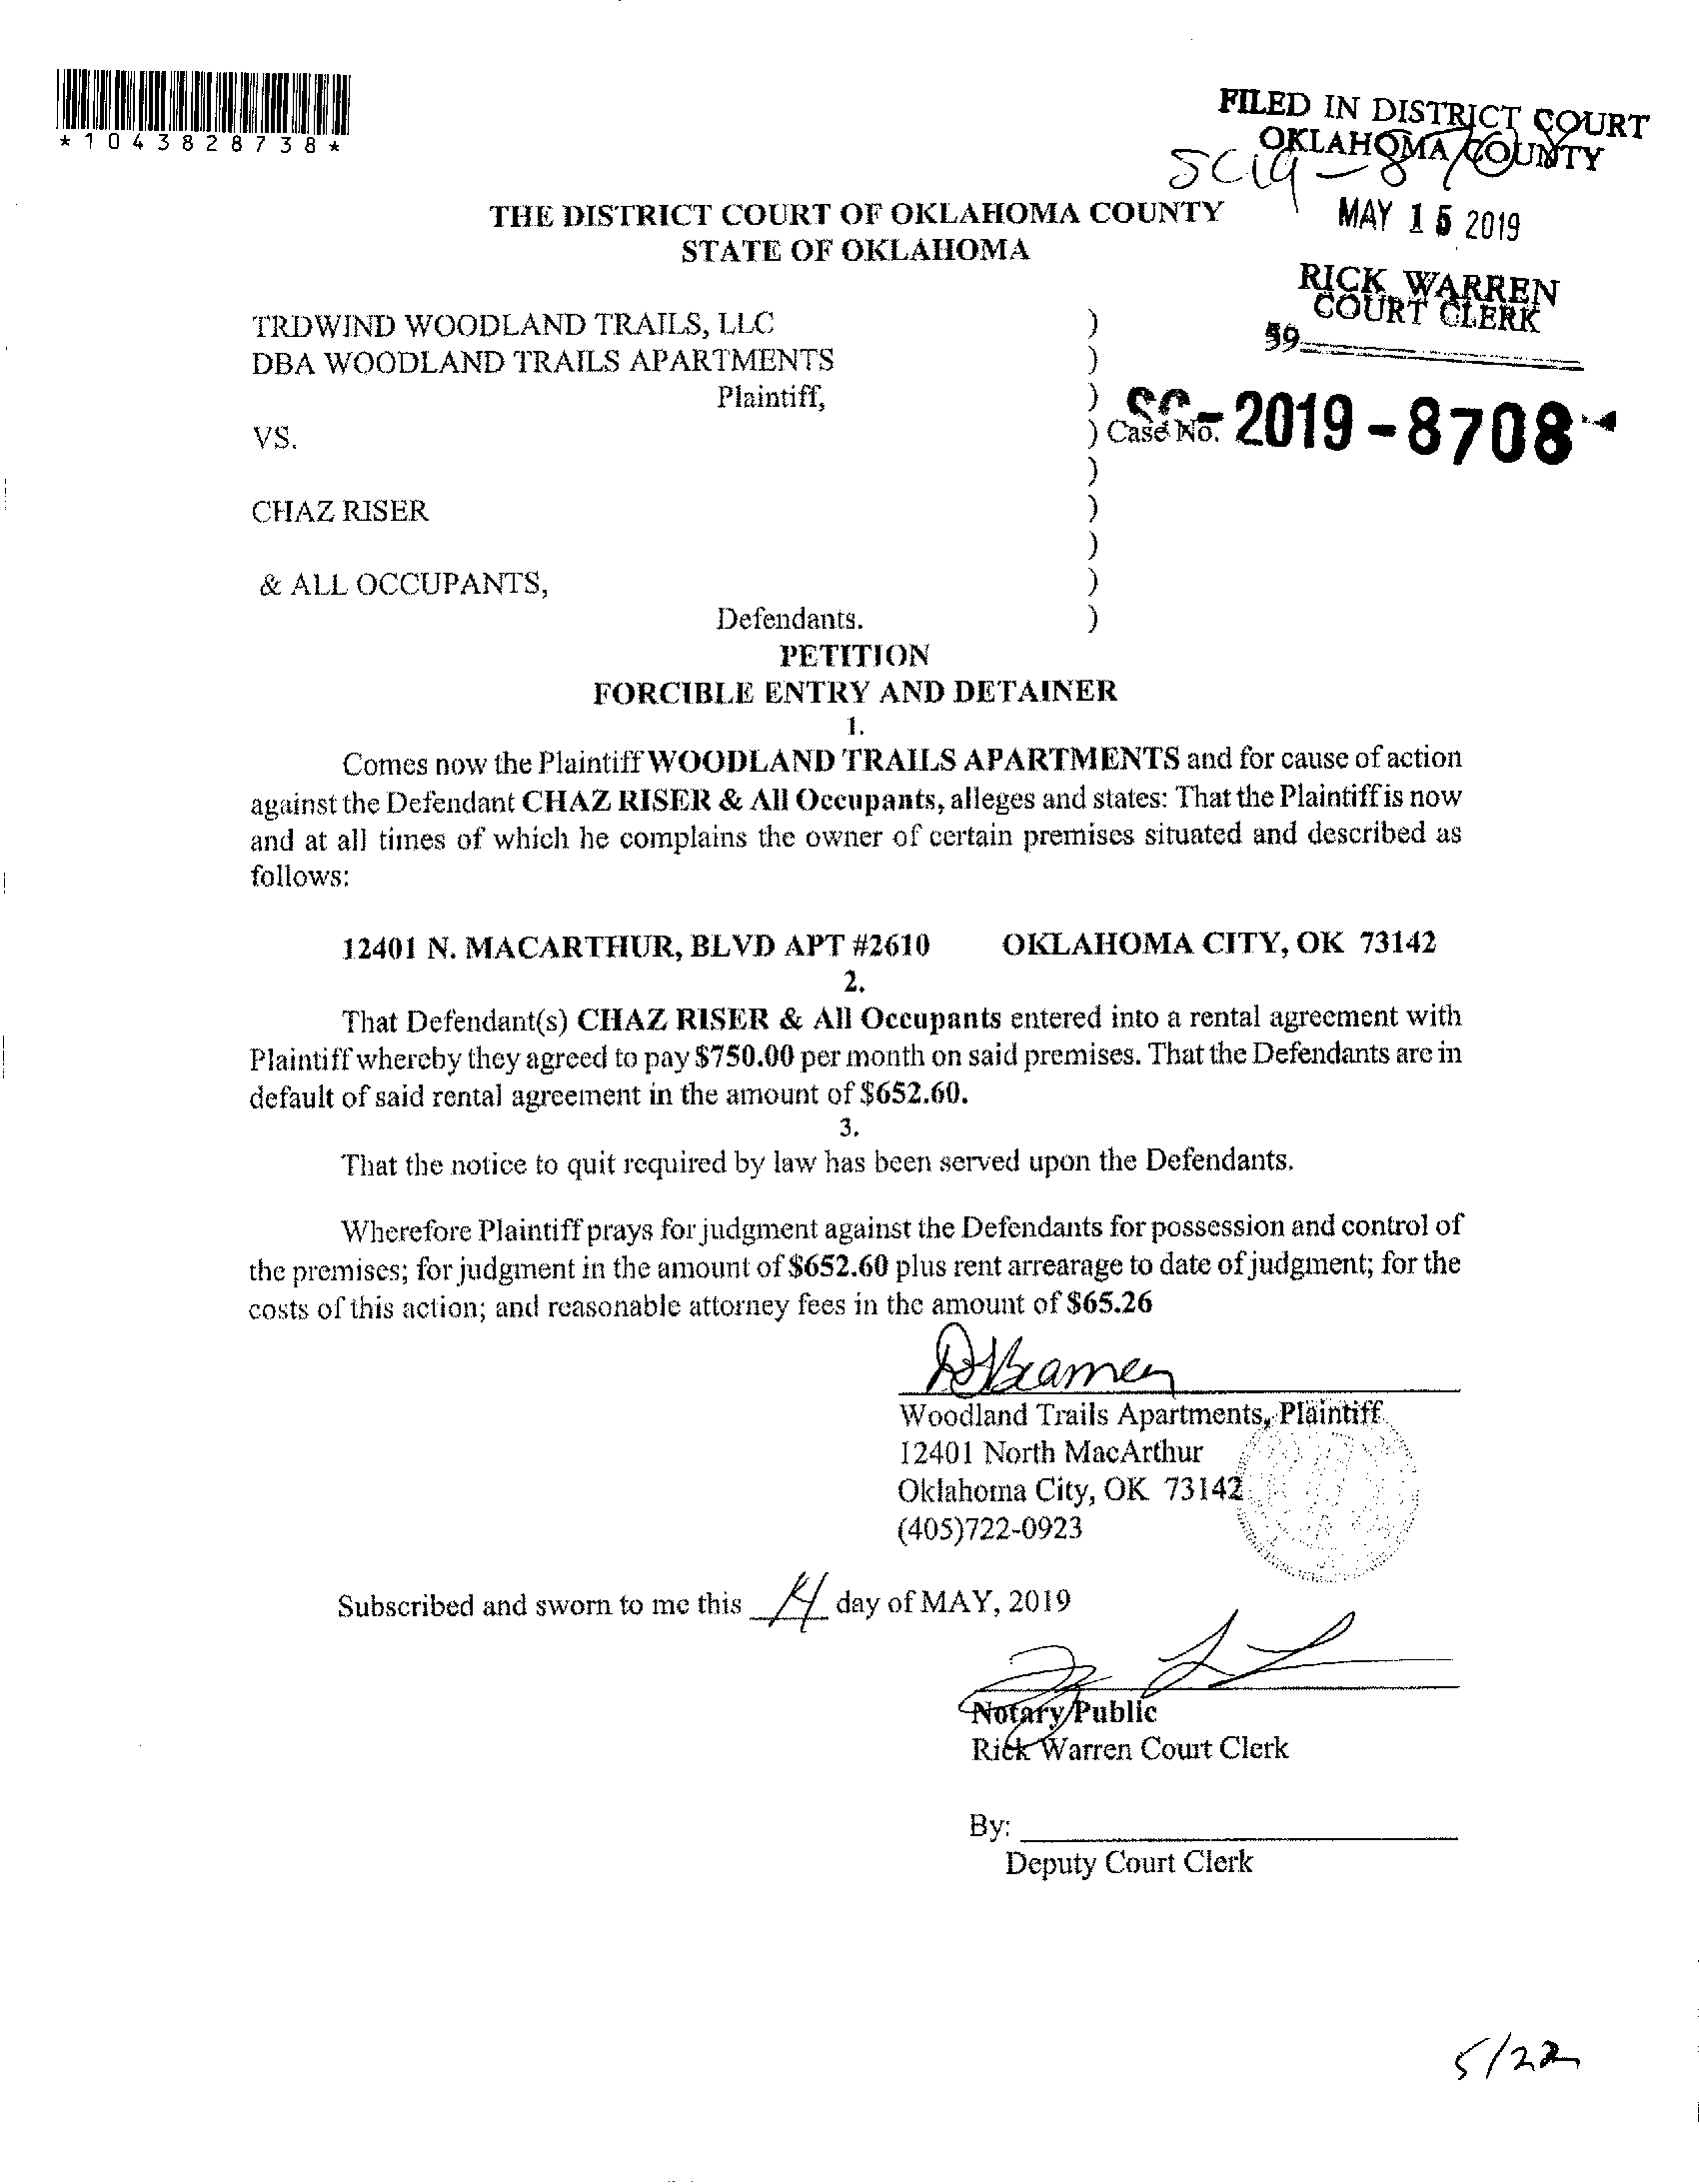 *1043828738*
FILED IN DISTRICT COURT
OKLAHOMA COUNTY
SC19-8708
MAY 15 2019
RICK WARREN
COURT CLERK
59
THE DISTRICT COURT OF OKLAHOMA COUNTY
STATE OF OKLAHOMA
TRDWIND WOODLAND TRAILS, LLC )
DBA WOODLAND TRAILS APARTMENTS )
Plaintiff, )
VS. ) Case No. SC-2019-8708
)
CHAZ RISER )
)
& ALL OCCUPANTS, )
Defendants. )
PETITION
FORCIBLE ENTRY AND DETAINER
1.
Comes now the Plaintiff WOODLAND TRAILS APARTMENTS and for cause of action
against the Defendant CHAZ RISER & All Occupants, alleges and states: That the Plaintiff is now
and at all times of which he complains the owner of certain premises situated and described as
follows:
12401 N. MACARTHUR, BLVD APT #2610 OKLAHOMA CITY, OK 73142
2.
That Defendant(s) CHAZ RISER & All Occupants entered into a rental agreement with
Plaintiff whereby they agreed to pay $750.00 per month on said premises. That the Defendants are in
default of said rental agreement in the amount of $652.60.
3.
That the notice to quit required by law has been served upon the Defendants.
Wherefore Plaintiff prays for judgment against the Defendants for possession and control of
the premises; for judgment in the amount of $652.60 plus rent arrearage to date of judgment; for the
costs of this action; and reasonable attorney fees in the amount of $65.26
Woodland Trails Apartments, Plaintiff
12401 North MacArthur
Oklahoma City, OK 73142
(405)722-0923
Subscribed and sworn to me this 14 day of MAY, 2019
Notary Public
Rick Warren Court Clerk
By:
Deputy Court Clerk
5/22